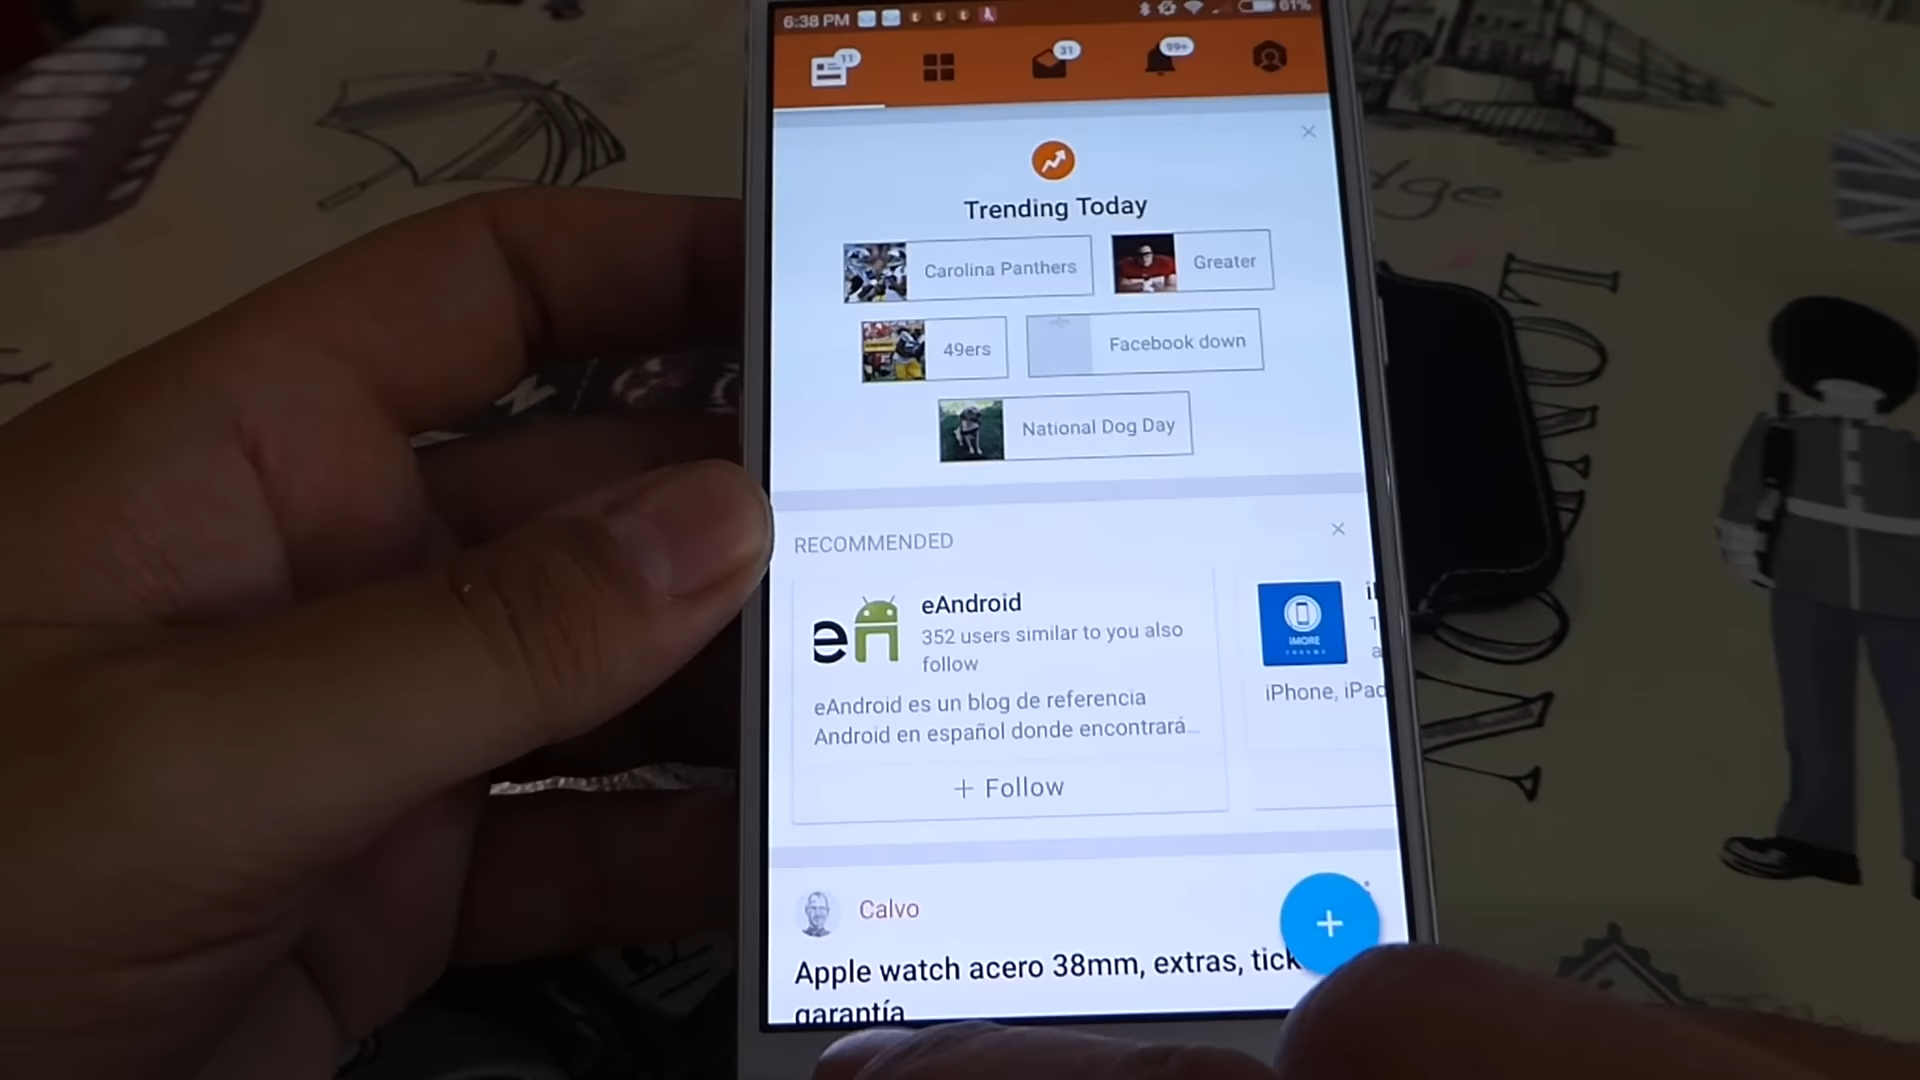 6:38 PM
61%
11
31
99+
Trending Today
Carolina Panthers
Greater
49ers
Facebook down
National Dog Day
RECOMMENDED
eAndroid
352 users similar to you also
follow
eAndroid es un blog de referencia
Android en español donde encontrará...
+ Follow
iMORE
iPhone, iPad
Calvo
Apple watch acero 38mm, extras, tick
garantía